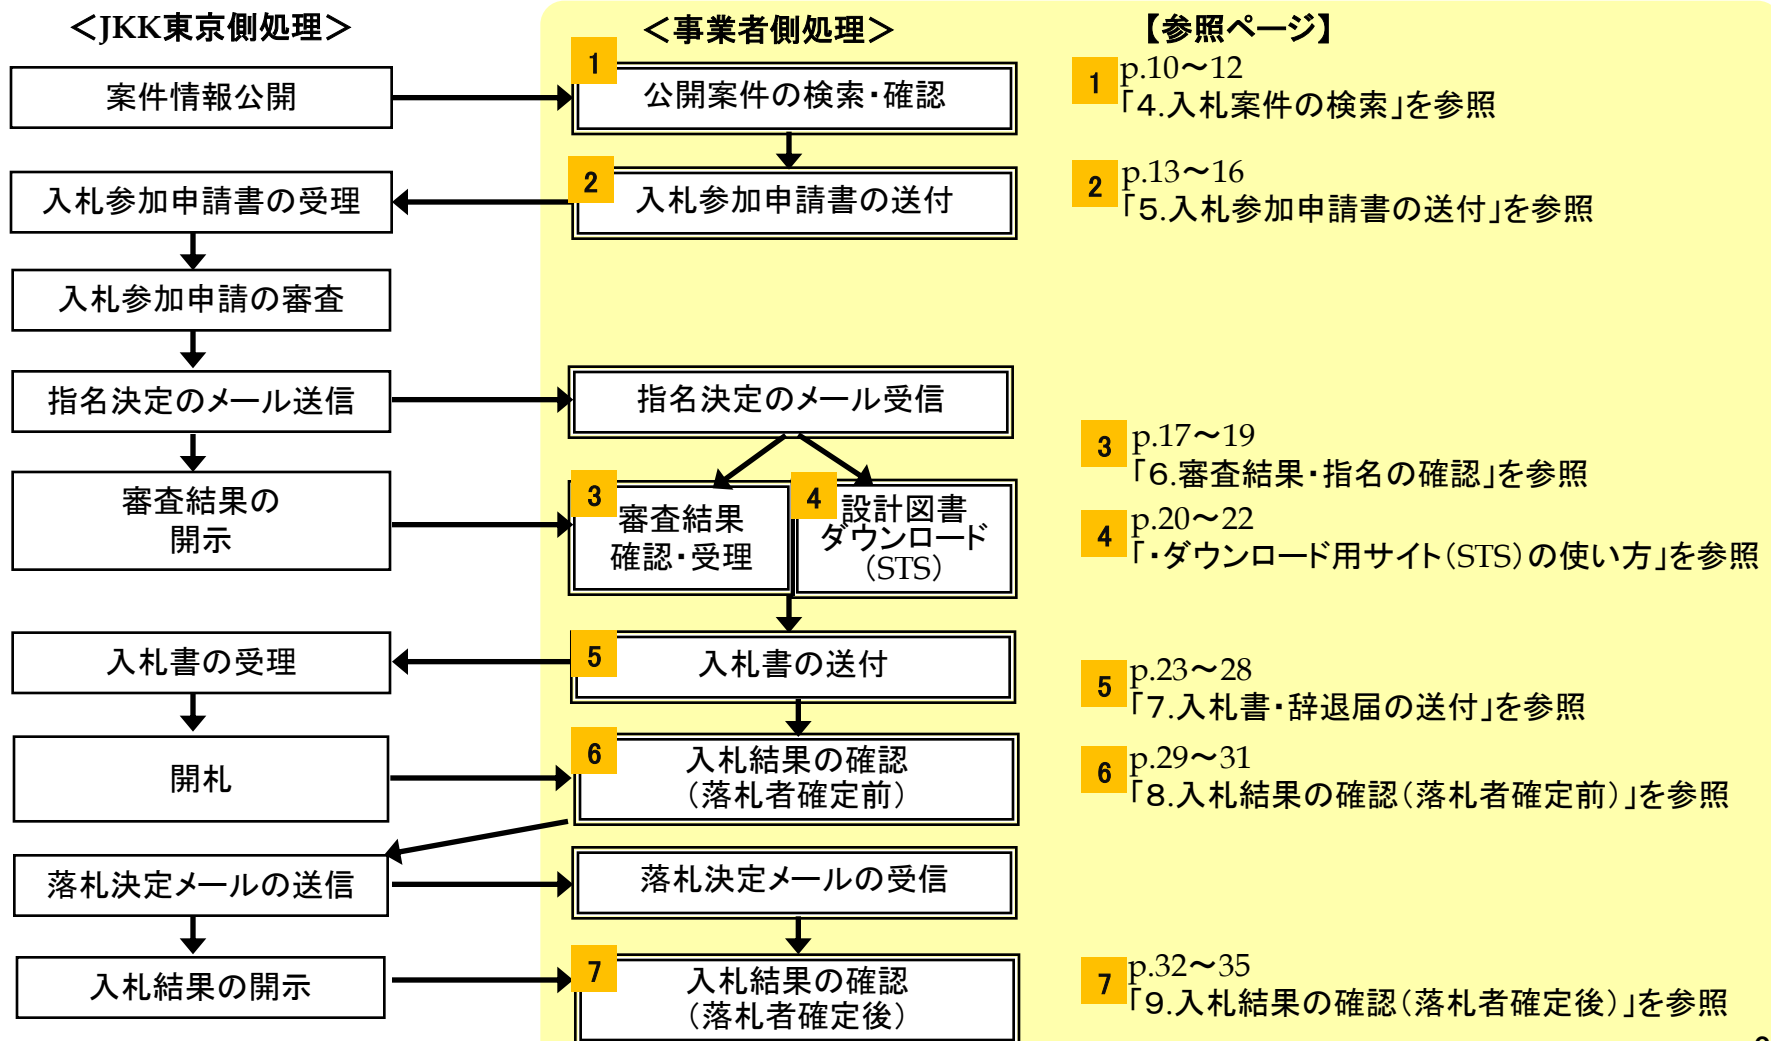 ＜JKK東京側処理＞
＜事業者側処理＞
【参照ページ】
案件情報公開
1
公開案件の検索・確認
1
p.10～12
「４.入札案件の検索」を参照
入札参加申請書の受理
2
入札参加申請書の送付
2
p.13～16
「５.入札参加申請書の送付」を参照
入札参加申請の審査
指名決定のメール送信
指名決定のメール受信
審査結果の
開示
3
審査結果
確認・受理
4
設計図書
ダウンロード
（STS）
3
p.17～19
「６.審査結果・指名の確認」を参照
4
p.20～22
「・ダウンロード用サイト（STS）の使い方」を参照
入札書の受理
5
入札書の送付
5
p.23～28
「７.入札書・辞退届の送付」を参照
開札
6
入札結果の確認
（落札者確定前）
6
p.29～31
「８.入札結果の確認（落札者確定前）」を参照
落札決定メールの送信
落札決定メールの受信
入札結果の開示
7
入札結果の確認
（落札者確定後）
7
p.32～35
「９.入札結果の確認（落札者確定後）」を参照